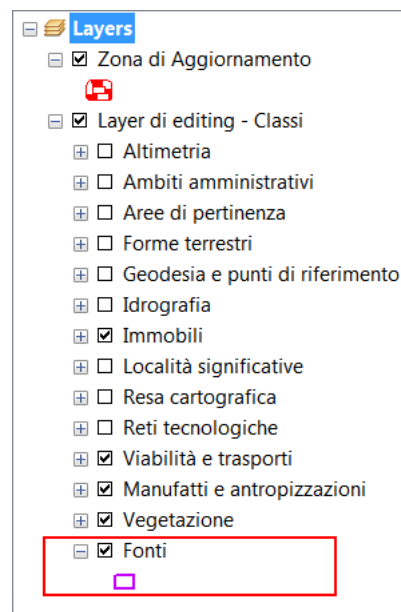 Layers
Zona di Aggiornamento
Layer di editing - Classi
Altimetria
Ambiti amministrativi
Aree di pertinenza
Forme terrestri
Geodesia e punti di riferimento
Idrografia
Immobili
Località significative
Resa cartografica
Reti tecnologiche
Viabilità e trasporti
Manufatti e antropizzazioni
Vegetazione
Fonti